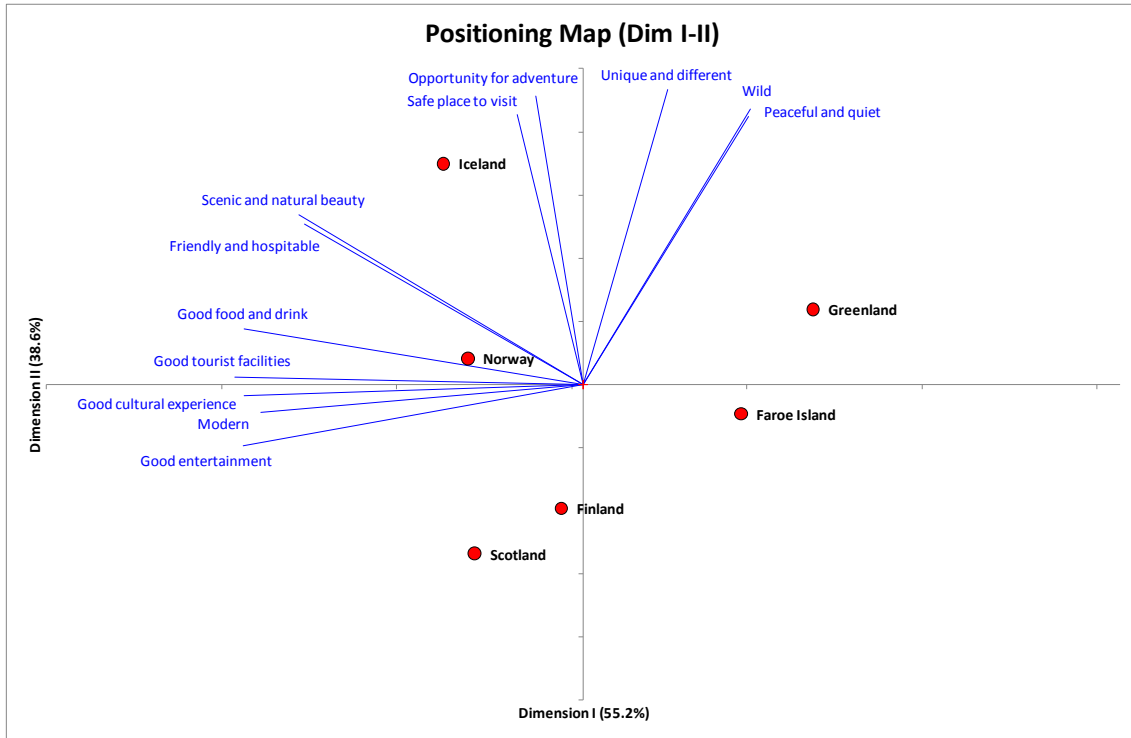 Positioning Map (Dim I-II)
Opportunity for adventure
Unique and different
Safe place to visit
Wild
Peaceful and quiet
Iceland
Scenic and natural beauty
Friendly and hospitable
Good food and drink
Greenland
Norway
Good tourist facilities
Dimension II (38.6%)
Good cultural experience
Faroe Island
Modern
Good entertainment
Finland
Scotland
Dimension I (55.2%)